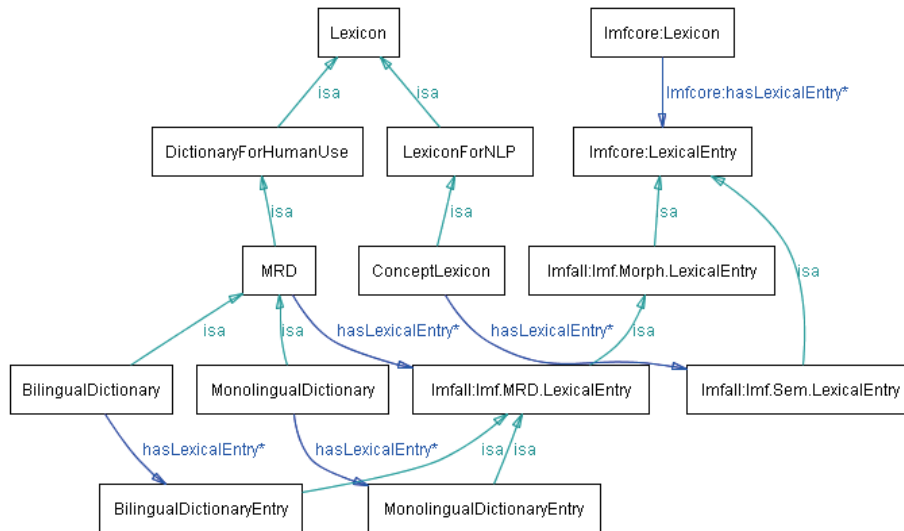 Lexicon
lmfcore:Lexicon
isa
isa
lmfcore:hasLexicalEntry*
DictionaryForHumanUse
LexiconForNLP
lmfcore:LexicalEntry
isa
isa
sa
MRD
ConceptLexicon
lmfall:lmf.Morph.LexicalEntry
isa
isa
isa
hasLexicalEntry*
hasLexicalEntry*
isa
BilingualDictionary
MonolingualDictionary
lmfall:lmf.MRD.LexicalEntry
lmfall:lmf.Sem.LexicalEntry
hasLexicalEntry*
hasLexicalEntry*
isa
isa
BilingualDictionaryEntry
MonolingualDictionaryEntry